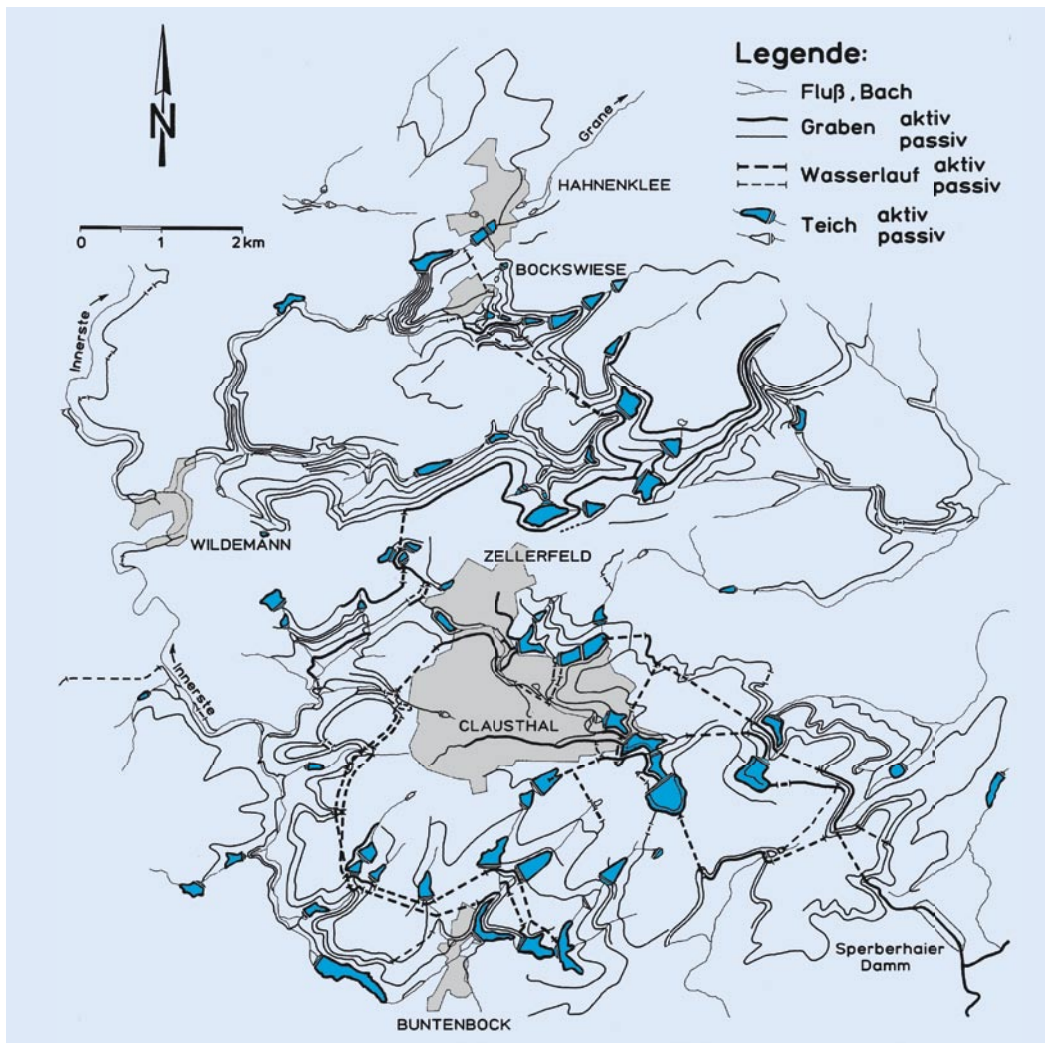 Legende:
Fluß, Bach
Graben aktiv
passiv
Wasserlauf aktiv
passiv
Teich aktiv
passiv
N
0 1 2 km
Grane
HAHNENKLEE
BOCKSWIESE
Innerste
WILDEMANN
ZELLERFELD
Innerste
CLAUSTHAL
Sperberhaier
Damm
BUNTENBOCK